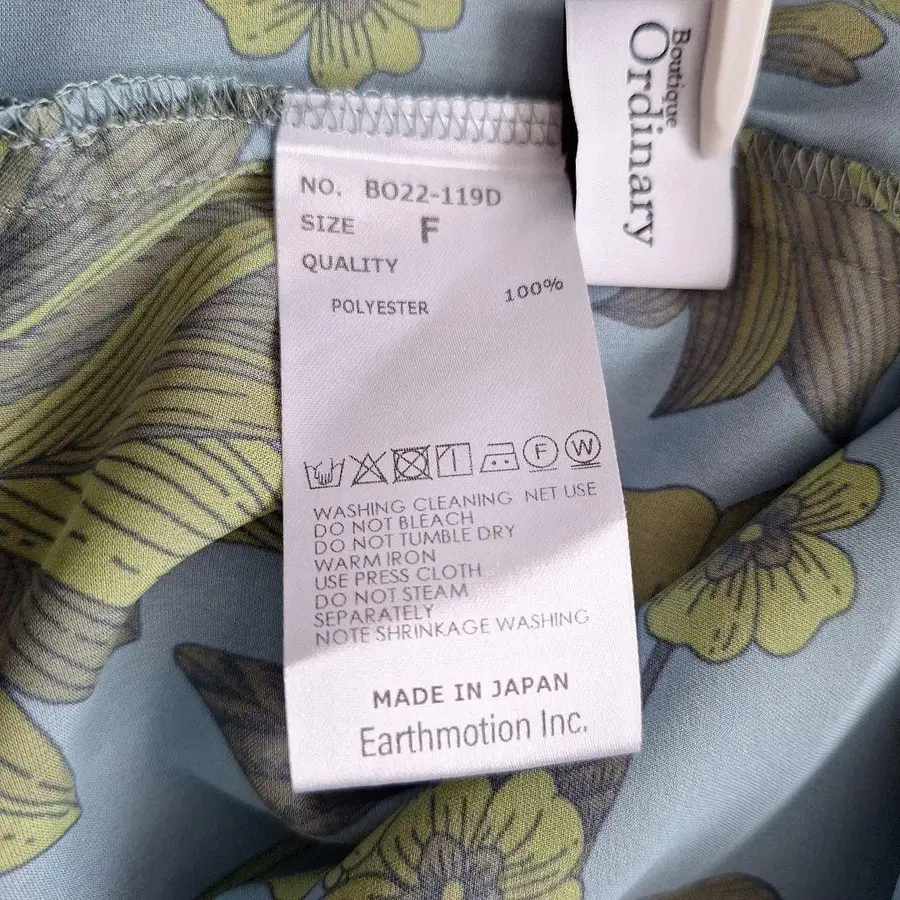 Boutique
Ordinary
NO. BO22-119D
SIZE F
QUALITY
POLYESTER 100%
F W
WASHING CLEANING NET USE
DO NOT BLEACH
DO NOT TUMBLE DRY
WARM IRON
USE PRESS CLOTH
DO NOT STEAM
SEPARATELY
NOTE SHRINKAGE WASHING
MADE IN JAPAN
Earthmotion Inc.